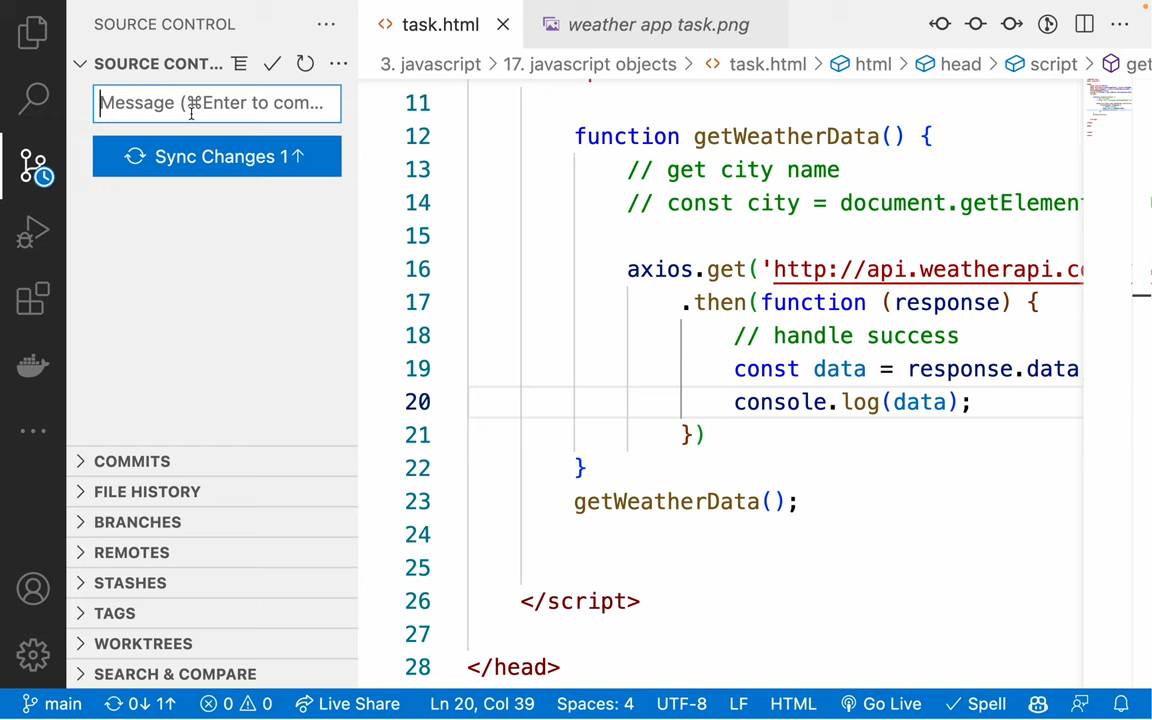 SOURCE CONTROL
task.html
weather app task.png
SOURCE CONT...
3. javascript > 17. javascript objects > task.html > html > head > script > get
Message (⌘Enter to com...
Sync Changes 1↑
11
12 function getWeatherData() {
13 // get city name
14 // const city = document.getElement
15
16 axios.get('http://api.weatherapi.co
17 .then(function (response) {
18 // handle success
19 const data = response.data
20 console.log(data);
21 })
22 }
23 getWeatherData();
24
25
26 </script>
27
28 </head>
COMMITS
FILE HISTORY
BRANCHES
REMOTES
STASHES
TAGS
WORKTREES
SEARCH & COMPARE
main 0↓ 1↑ 0 0 Live Share Ln 20, Col 39 Spaces: 4 UTF-8 LF HTML Go Live Spell